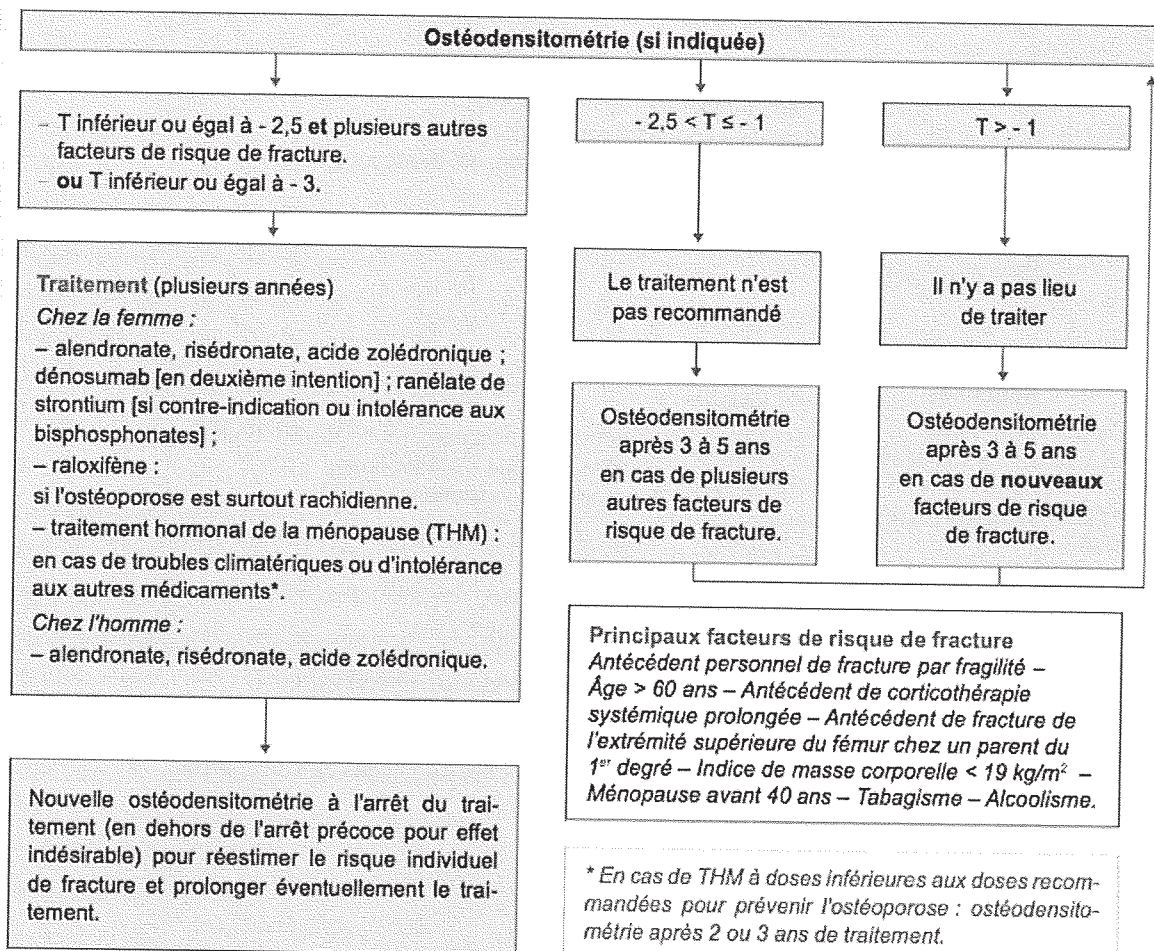 Ostéodensitométrie (si indiquée)
– T inférieur ou égal à - 2,5 et plusieurs autres
facteurs de risque de fracture.
– ou T inférieur ou égal à - 3.
- 2,5 < T ≤ - 1
T > - 1
Traitement (plusieurs années)
Chez la femme :
– alendronate, risédronate, acide zolédronique ;
dénosumab [en deuxième intention] ; ranélate de
strontium [si contre-indication ou intolérance aux
bisphosphonates] ;
– raloxifène :
si l'ostéoporose est surtout rachidienne.
– traitement hormonal de la ménopause (THM) :
en cas de troubles climatériques ou d'intolérance
aux autres médicaments*.
Chez l'homme :
– alendronate, risédronate, acide zolédronique.
Nouvelle ostéodensitométrie à l'arrêt du trai-
tement (en dehors de l'arrêt précoce pour effet
indésirable) pour réestimer le risque individuel
de fracture et prolonger éventuellement le trai-
tement.
Le traitement n'est
pas recommandé
Ostéodensitométrie
après 3 à 5 ans
en cas de plusieurs
autres facteurs de
risque de fracture.
Il n'y a pas lieu
de traiter
Ostéodensitométrie
après 3 à 5 ans
en cas de nouveaux
facteurs de risque
de fracture.
Principaux facteurs de risque de fracture
Antécédent personnel de fracture par fragilité –
Âge > 60 ans – Antécédent de corticothérapie
systémique prolongée – Antécédent de fracture de
l'extrémité supérieure du fémur chez un parent du
1er degré – Indice de masse corporelle < 19 kg/m² –
Ménopause avant 40 ans – Tabagisme – Alcoolisme.
* En cas de THM à doses inférieures aux doses recom-
mandées pour prévenir l'ostéoporose : ostéodensito-
métrie après 2 ou 3 ans de traitement.